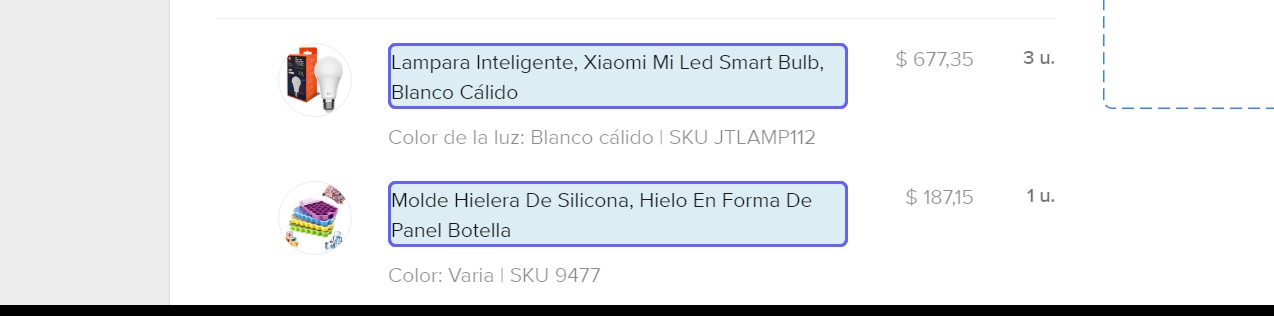 Lampara Inteligente, Xiaomi Mi Led Smart Bulb,
Blanco Cálido
$ 677,35
3 u.
Color de la luz: Blanco cálido | SKU JTLAMP112
Molde Hielera De Silicona, Hielo En Forma De
Panel Botella
$ 187,15
1 u.
Color: Varia | SKU 9477